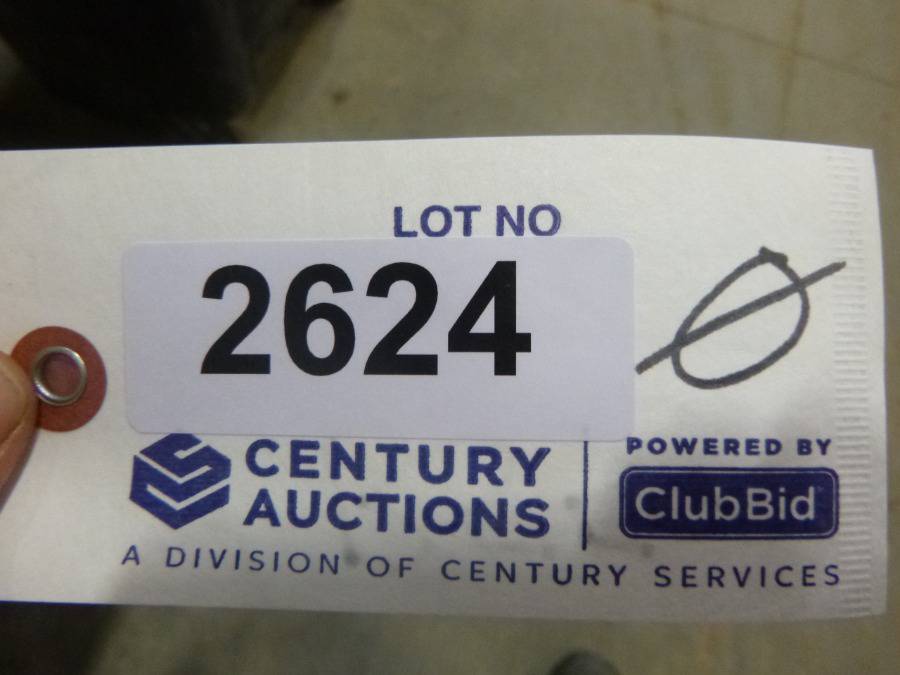 LOT NO
2624
Ø
CENTURY
AUCTIONS
POWERED BY
ClubBid
A DIVISION OF CENTURY SERVICES